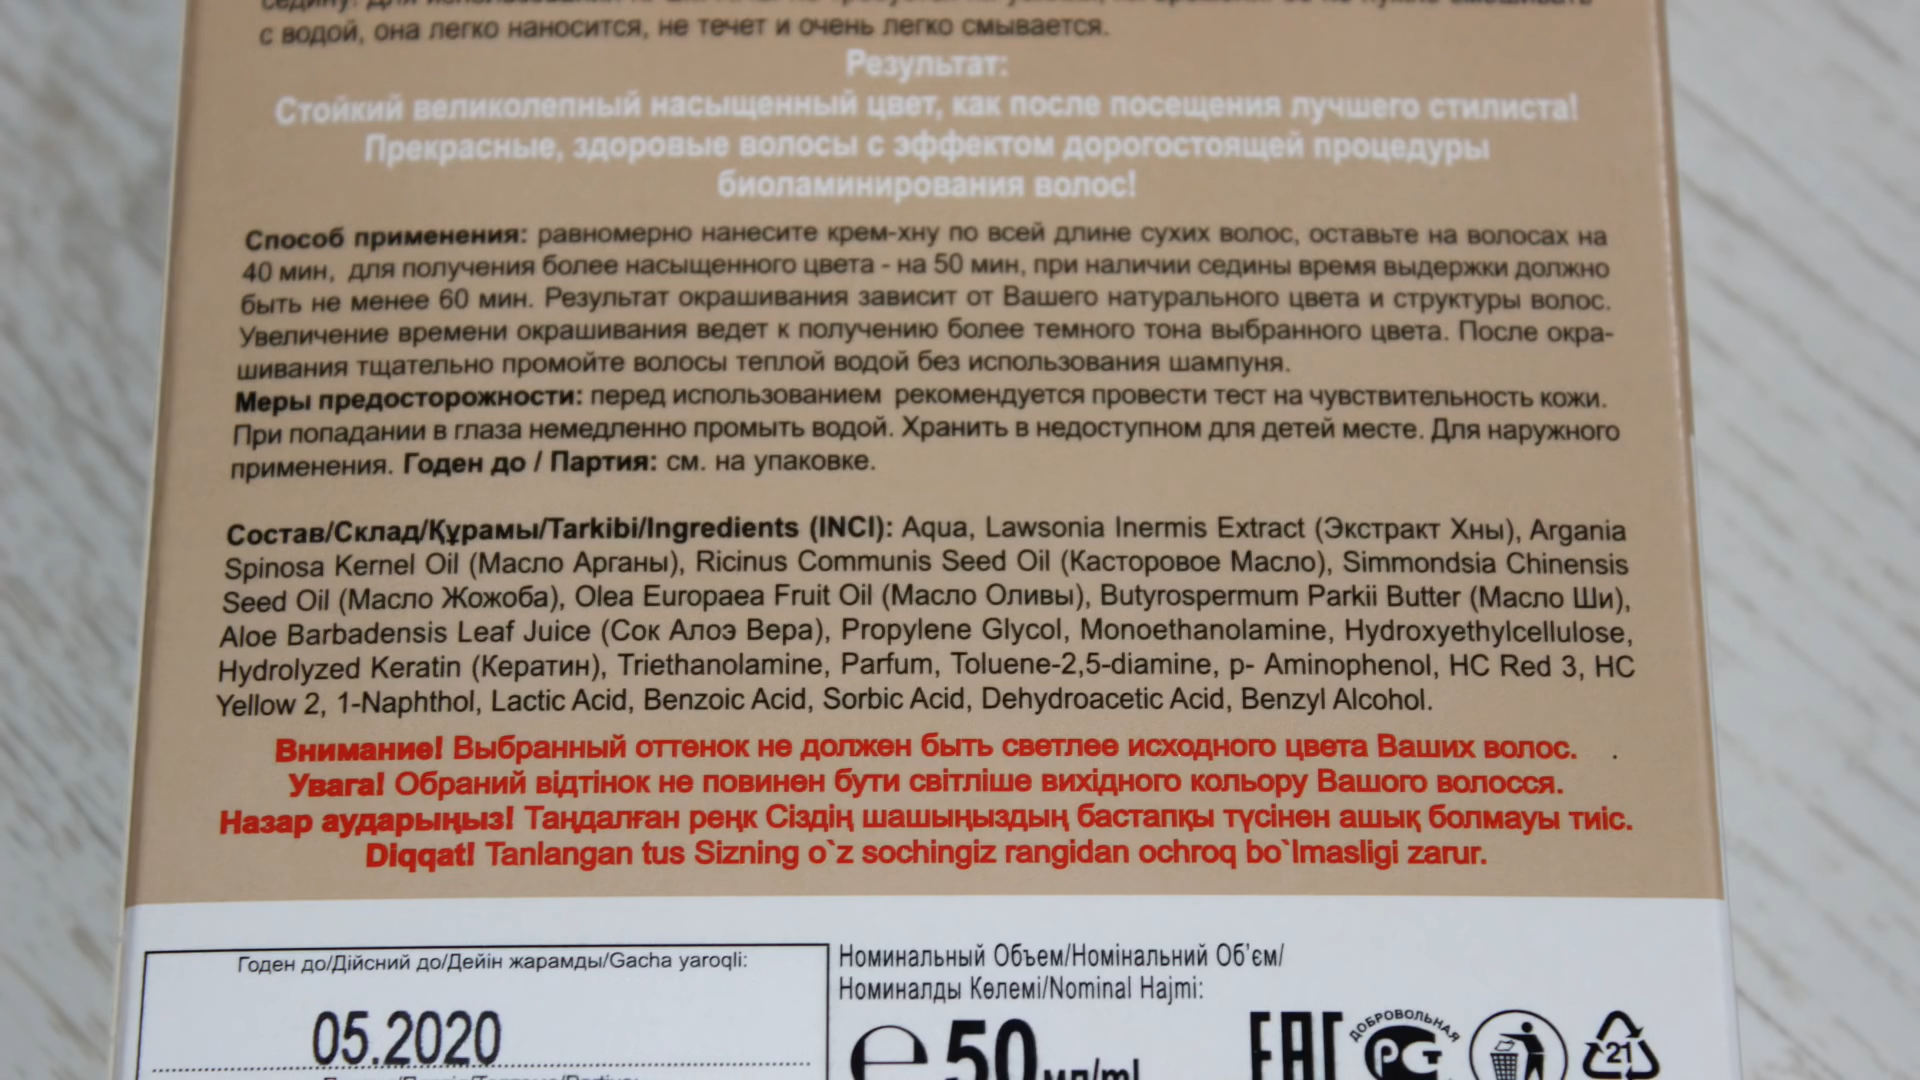 с водой, она легко наносится, не течет и очень легко смывается.
Результат:
Стойкий великолепный насыщенный цвет, как после посещения лучшего стилиста!
Прекрасные, здоровые волосы с эффектом дорогостоящей процедуры
биоламинирования волос!
Способ применения: равномерно нанесите крем-хну по всей длине сухих волос, оставьте на волосах на
40 мин, для получения более насыщенного цвета - на 50 мин, при наличии седины время выдержки должно
быть не менее 60 мин. Результат окрашивания зависит от Вашего натурального цвета и структуры волос.
Увеличение времени окрашивания ведет к получению более темного тона выбранного цвета. После окра-
шивания тщательно промойте волосы теплой водой без использования шампуня.
Меры предосторожности: перед использованием рекомендуется провести тест на чувствительность кожи.
При попадании в глаза немедленно промыть водой. Хранить в недоступном для детей месте. Для наружного
применения. Годен до / Партия: см. на упаковке.
Состав/Склад/Құрамы/Tarkibi/Ingredients (INCI): Aqua, Lawsonia Inermis Extract (Экстракт Хны), Argania
Spinosa Kernel Oil (Масло Арганы), Ricinus Communis Seed Oil (Касторовое Масло), Simmondsia Chinensis
Seed Oil (Масло Жожоба), Olea Europaea Fruit Oil (Масло Оливы), Butyrospermum Parkii Butter (Масло Ши),
Aloe Barbadensis Leaf Juice (Сок Алоэ Вера), Propylene Glycol, Monoethanolamine, Hydroxyethylcellulose,
Hydrolyzed Keratin (Кератин), Triethanolamine, Parfum, Toluene-2,5-diamine, p- Aminophenol, HC Red 3, HC
Yellow 2, 1-Naphthol, Lactic Acid, Benzoic Acid, Sorbic Acid, Dehydroacetic Acid, Benzyl Alcohol.
Внимание! Выбранный оттенок не должен быть светлее исходного цвета Ваших волос.
Увага! Обраний відтінок не повинен бути світліше вихідного кольору Вашого волосся.
Назар аударыңыз! Таңдалған реңк Сіздің шашыңыздың бастапқы түсінен ашық болмауы тиіс.
Diqqat! Tanlangan tus Sizning o`z sochingiz rangidan ochroq bo`lmasligi zarur.
Годен до/Дійсний до/Дейін жарамды/Gacha yaroqli:
05.2020
Номинальный Объем/Номінальний Об'єм/
Номиналды Көлемі/Nominal Hajmi:
℮ 50 мл/ml
ЕАС
ДОБРОВОЛЬНАЯ
РСТ
21